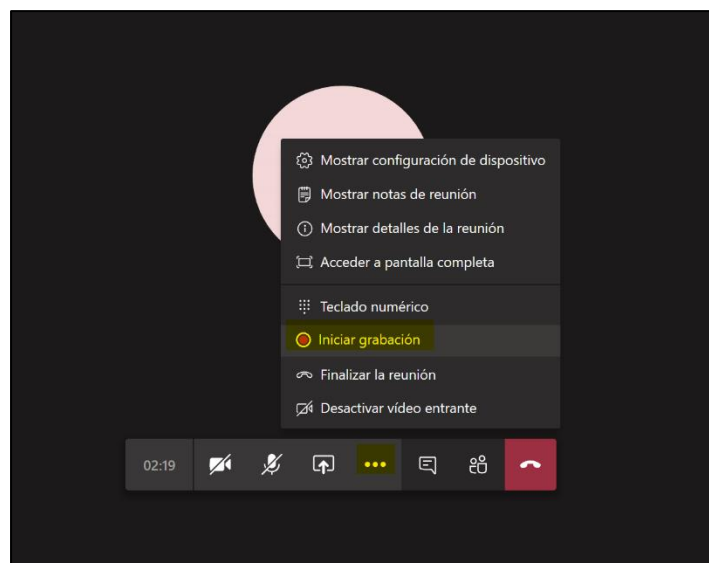 Mostrar configuración de dispositivo
Mostrar notas de reunión
Mostrar detalles de la reunión
Acceder a pantalla completa
Teclado numérico
Iniciar grabación
Finalizar la reunión
Desactivar vídeo entrante
02:19